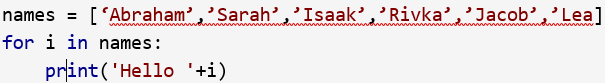 names = [‘Abraham’,’Sarah’,’Isaak’,’Rivka’,’Jacob’,’Lea]
for i in names:
    print('Hello '+i)